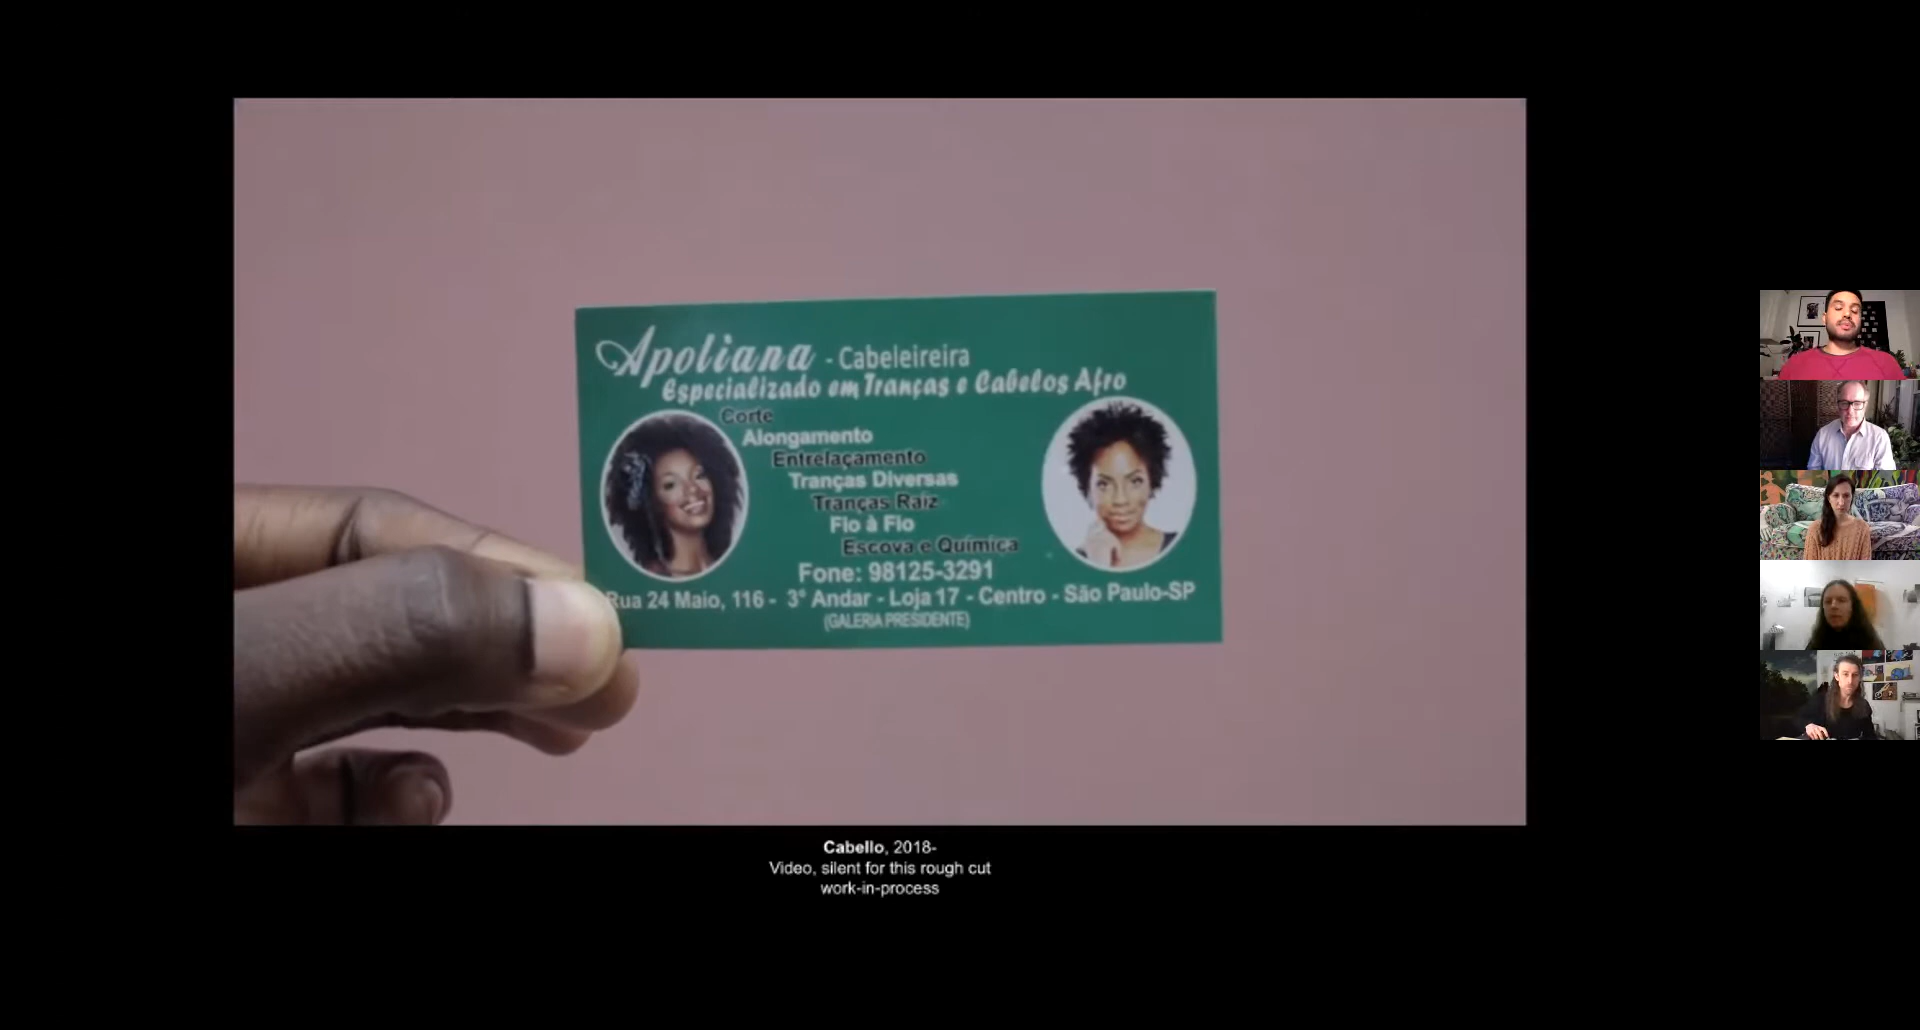 Apoliana - Cabeleireira
Especializado em Tranças e Cabelos Afro
Corte
Alongamento
Entrelaçamento
Tranças Diversas
Tranças Raiz
Fio à Fio
Escova e Química
Fone: 98125-3291
Rua 24 Maio, 116 - 3° Andar - Loja 17 - Centro - São Paulo-SP
(GALERIA PRESIDENTE)
Cabello, 2018-
Video, silent for this rough cut
work-in-process